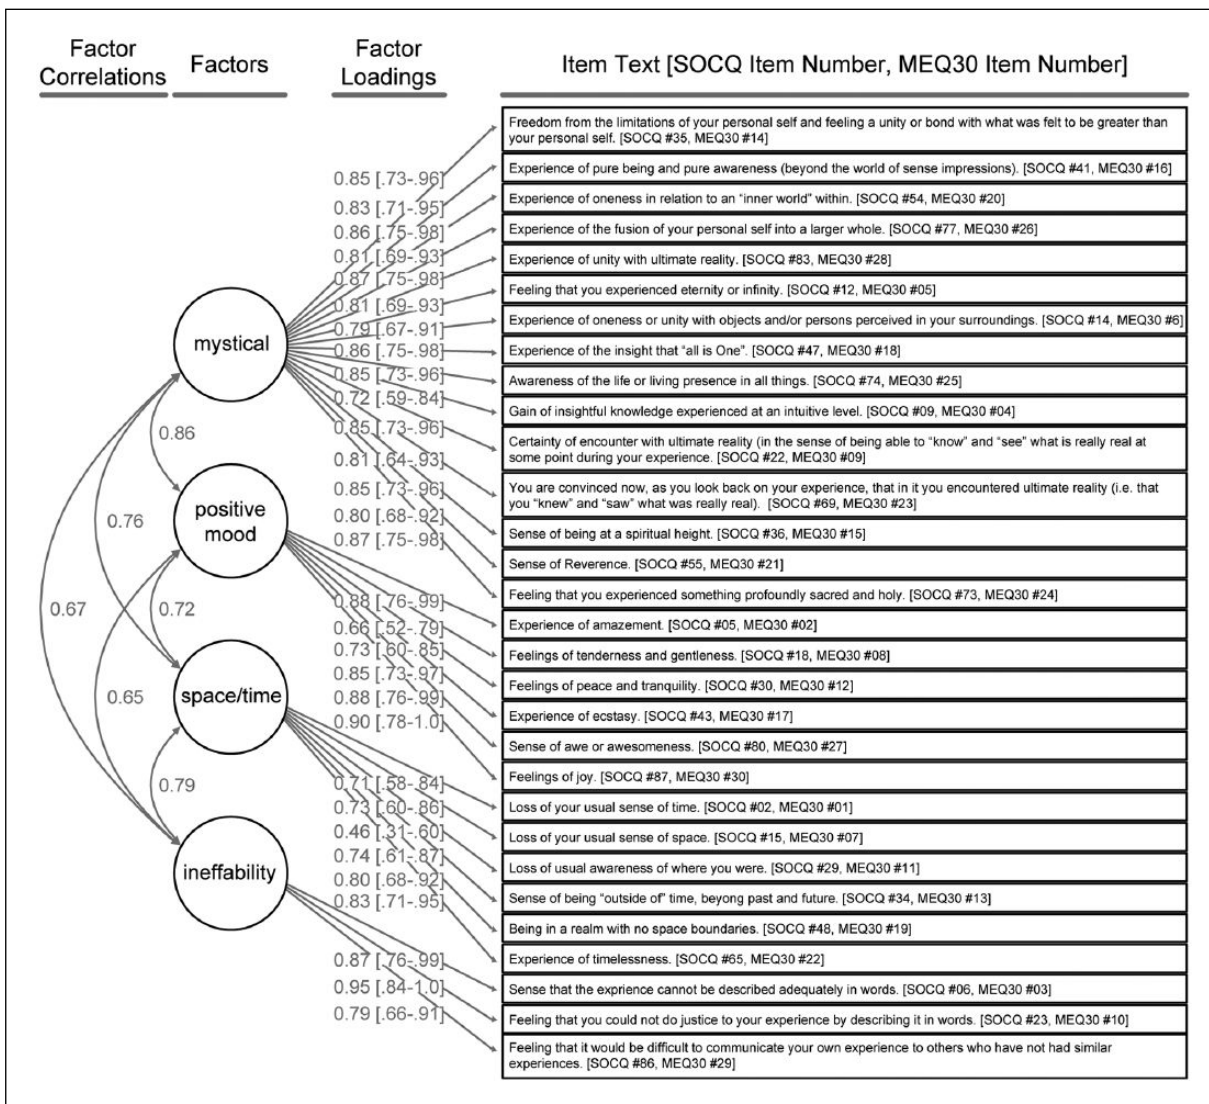 Factor
Correlations
Factors
Factor
Loadings
Item Text [SOCQ Item Number, MEQ30 Item Number]
mystical
positive
mood
space/time
ineffability
0.86
0.76
0.67
0.72
0.65
0.79
0.85 [.73-.96]
0.83 [.71-.95]
0.86 [.75-.98]
0.81 [.69-.93]
0.87 [.75-.98]
0.81 [.69-.93]
0.79 [.67-.91]
0.86 [.75-.98]
0.85 [.73-.96]
0.72 [.59-.84]
0.85 [.73-.96]
0.81 [.64-.93]
0.85 [.73-.96]
0.80 [.68-.92]
0.87 [.75-.98]
0.88 [.76-.99]
0.66 [.52-.79]
0.73 [.60-.85]
0.85 [.73-.97]
0.88 [.76-.99]
0.90 [.78-1.0]
0.71 [.58-.84]
0.73 [.60-.86]
0.46 [.31-.60]
0.74 [.61-.87]
0.80 [.68-.92]
0.83 [.71-.95]
0.87 [.76-.99]
0.95 [.84-1.0]
0.79 [.66-.91]
Freedom from the limitations of your personal self and feeling a unity or bond with what was felt to be greater than
your personal self. [SOCQ #35, MEQ30 #14]
Experience of pure being and pure awareness (beyond the world of sense impressions). [SOCQ #41, MEQ30 #16]
Experience of oneness in relation to an “inner world” within. [SOCQ #54, MEQ30 #20]
Experience of the fusion of your personal self into a larger whole. [SOCQ #77, MEQ30 #26]
Experience of unity with ultimate reality. [SOCQ #83, MEQ30 #28]
Feeling that you experienced eternity or infinity. [SOCQ #12, MEQ30 #05]
Experience of oneness or unity with objects and/or persons perceived in your surroundings. [SOCQ #14, MEQ30 #6]
Experience of the insight that “all is One”. [SOCQ #47, MEQ30 #18]
Awareness of the life or living presence in all things. [SOCQ #74, MEQ30 #25]
Gain of insightful knowledge experienced at an intuitive level. [SOCQ #09, MEQ30 #04]
Certainty of encounter with ultimate reality (in the sense of being able to “know” and “see” what is really real at
some point during your experience. [SOCQ #22, MEQ30 #09]
You are convinced now, as you look back on your experience, that in it you encountered ultimate reality (i.e. that
you “knew” and “saw” what was really real). [SOCQ #69, MEQ30 #23]
Sense of being at a spiritual height. [SOCQ #36, MEQ30 #15]
Sense of Reverence. [SOCQ #55, MEQ30 #21]
Feeling that you experienced something profoundly sacred and holy. [SOCQ #73, MEQ30 #24]
Experience of amazement. [SOCQ #05, MEQ30 #02]
Feelings of tenderness and gentleness. [SOCQ #18, MEQ30 #08]
Feelings of peace and tranquility. [SOCQ #30, MEQ30 #12]
Experience of ecstasy. [SOCQ #43, MEQ30 #17]
Sense of awe or awesomeness. [SOCQ #80, MEQ30 #27]
Feelings of joy. [SOCQ #87, MEQ30 #30]
Loss of your usual sense of time. [SOCQ #02, MEQ30 #01]
Loss of your usual sense of space. [SOCQ #15, MEQ30 #07]
Loss of usual awareness of where you were. [SOCQ #29, MEQ30 #11]
Sense of being “outside of” time, beyong past and future. [SOCQ #34, MEQ30 #13]
Being in a realm with no space boundaries. [SOCQ #48, MEQ30 #19]
Experience of timelessness. [SOCQ #65, MEQ30 #22]
Sense that the exprience cannot be described adequately in words. [SOCQ #06, MEQ30 #03]
Feeling that you could not do justice to your experience by describing it in words. [SOCQ #23, MEQ30 #10]
Feeling that it would be difficult to communicate your own experience to others who have not had similar
experiences. [SOCQ #86, MEQ30 #29]